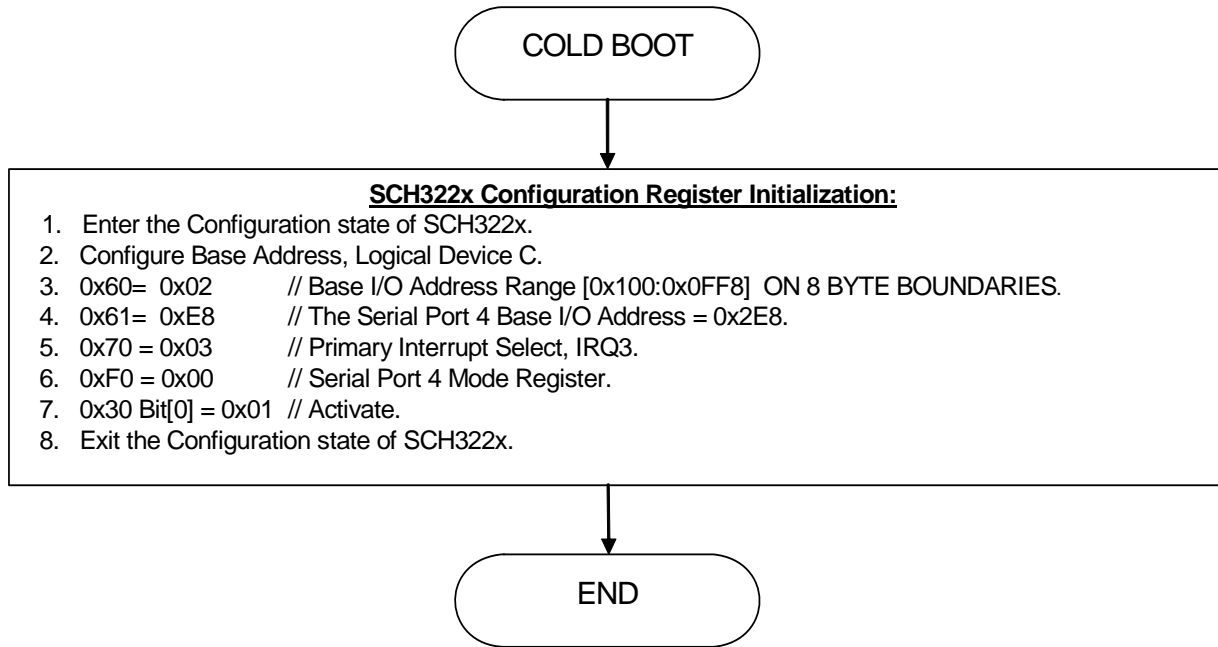 COLD BOOT
SCH322x Configuration Register Initialization:
1. Enter the Configuration state of SCH322x.
2. Configure Base Address, Logical Device C.
3. 0x60= 0x02 // Base I/O Address Range [0x100:0x0FF8] ON 8 BYTE BOUNDARIES.
4. 0x61= 0xE8 // The Serial Port 4 Base I/O Address = 0x2E8.
5. 0x70 = 0x03 // Primary Interrupt Select, IRQ3.
6. 0xF0 = 0x00 // Serial Port 4 Mode Register.
7. 0x30 Bit[0] = 0x01 // Activate.
8. Exit the Configuration state of SCH322x.
END